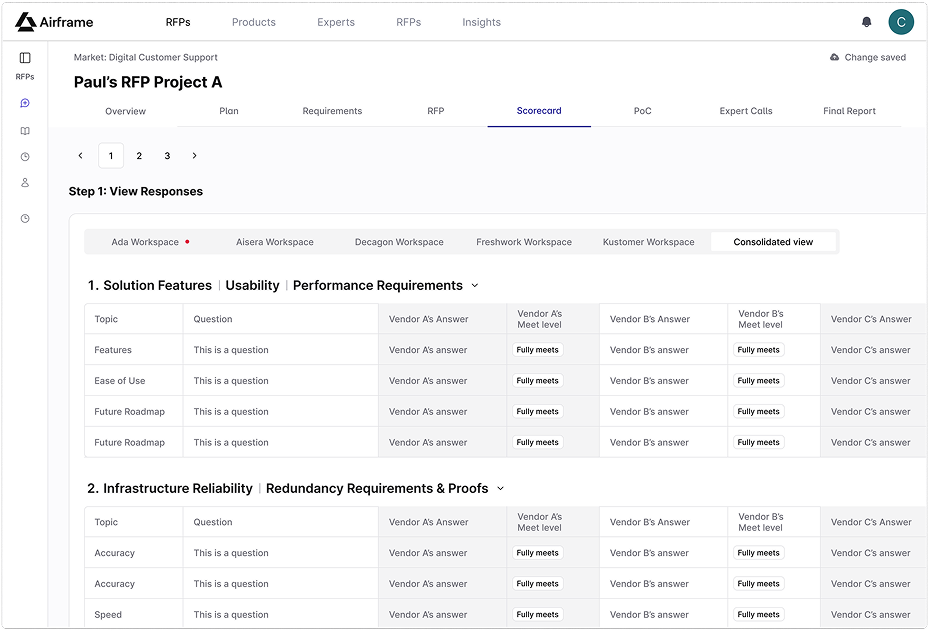 Airframe RFPs Products Experts RFPs Insights C
RFPs
Market: Digital Customer Support Change saved
Paul's RFP Project A
Overview Plan Requirements RFP Scorecard PoC Expert Calls Final Report
1 2 3
Step 1: View Responses
Ada Workspace Aisera Workspace Decagon Workspace Freshwork Workspace Kustomer Workspace Consolidated view
1. Solution Features | Usability | Performance Requirements
Topic Question Vendor A's Answer Vendor A's Meet level Vendor B's Answer Vendor B's Meet level Vendor C's Answer
Features This is a question Vendor A's answer Fully meets Vendor B's answer Fully meets Vendor C's answer
Ease of Use This is a question Vendor A's answer Fully meets Vendor B's answer Fully meets Vendor C's answer
Future Roadmap This is a question Vendor A's answer Fully meets Vendor B's answer Fully meets Vendor C's answer
Future Roadmap This is a question Vendor A's answer Fully meets Vendor B's answer Fully meets Vendor C's answer
2. Infrastructure Reliability | Redundancy Requirements & Proofs
Topic Question Vendor A's Answer Vendor A's Meet level Vendor B's Answer Vendor B's Meet level Vendor C's Answer
Accuracy This is a question Vendor A's answer Fully meets Vendor B's answer Fully meets Vendor C's answer
Accuracy This is a question Vendor A's answer Fully meets Vendor B's answer Fully meets Vendor C's answer
Speed This is a question Vendor A's answer Fully meets Vendor B's answer Fully meets Vendor C's answer